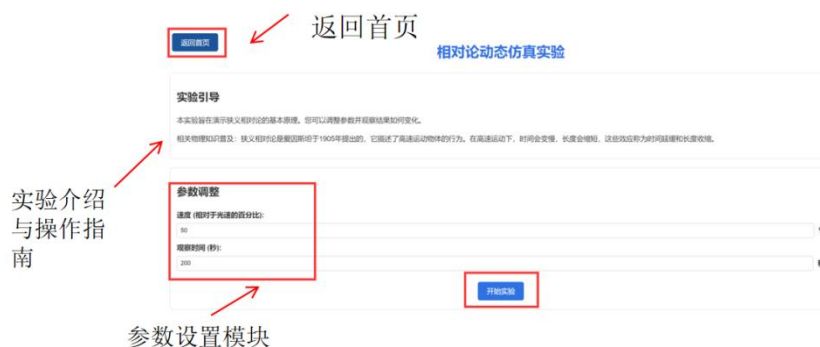 返回首页
返回首页
相对论动态仿真实验
实验引导
本实验旨在演示狭义相对论的基本原理。您可以调整参数并观察结果如何变化。
相关物理知识普及：狭义相对论是爱因斯坦于1905年提出的，它描述了高速运动物体的行为。在高速运动下，时间会变慢，长度会缩短，这些效应称为时间延缓和长度收缩。
实验介绍
与操作指
南
参数调整
速度 (相对于光速的百分比):
50
观察时间 (秒):
200
开始实验
参数设置模块